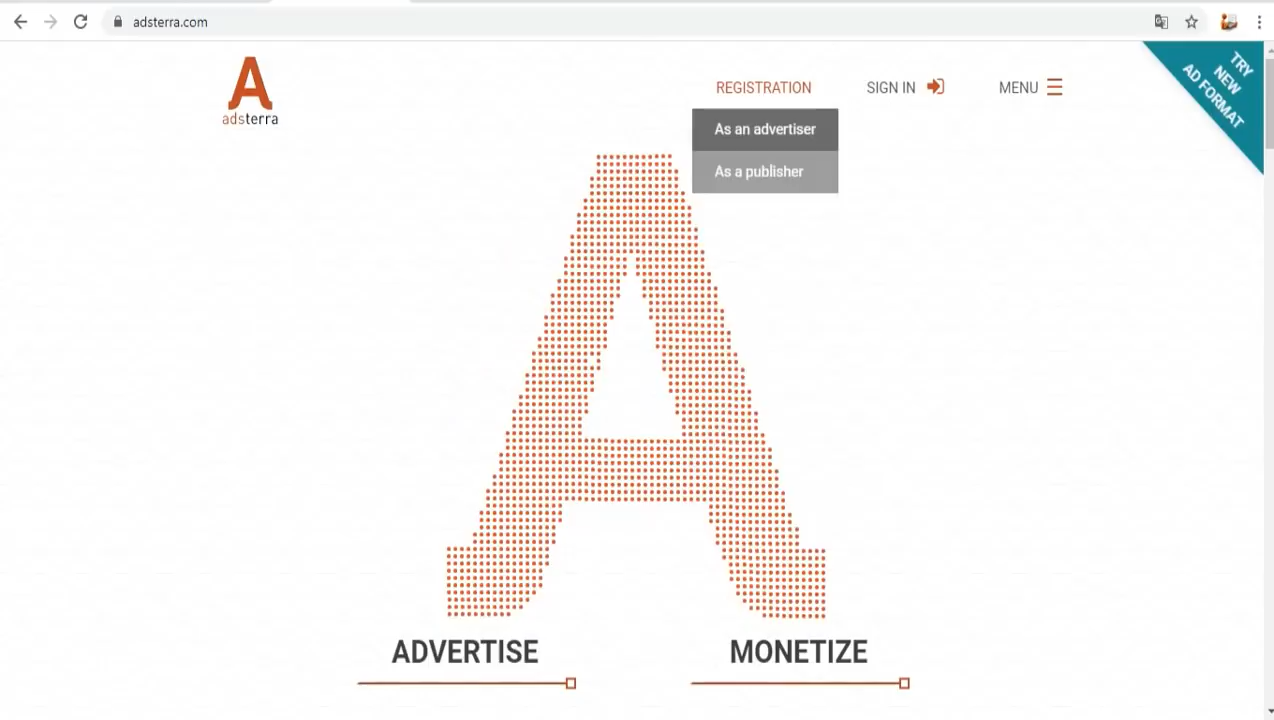 adsterra.com
A
adsterra
REGISTRATION
SIGN IN
MENU
TRY
NEW
AD FORMAT
As an advertiser
As a publisher
A
ADVERTISE
MONETIZE